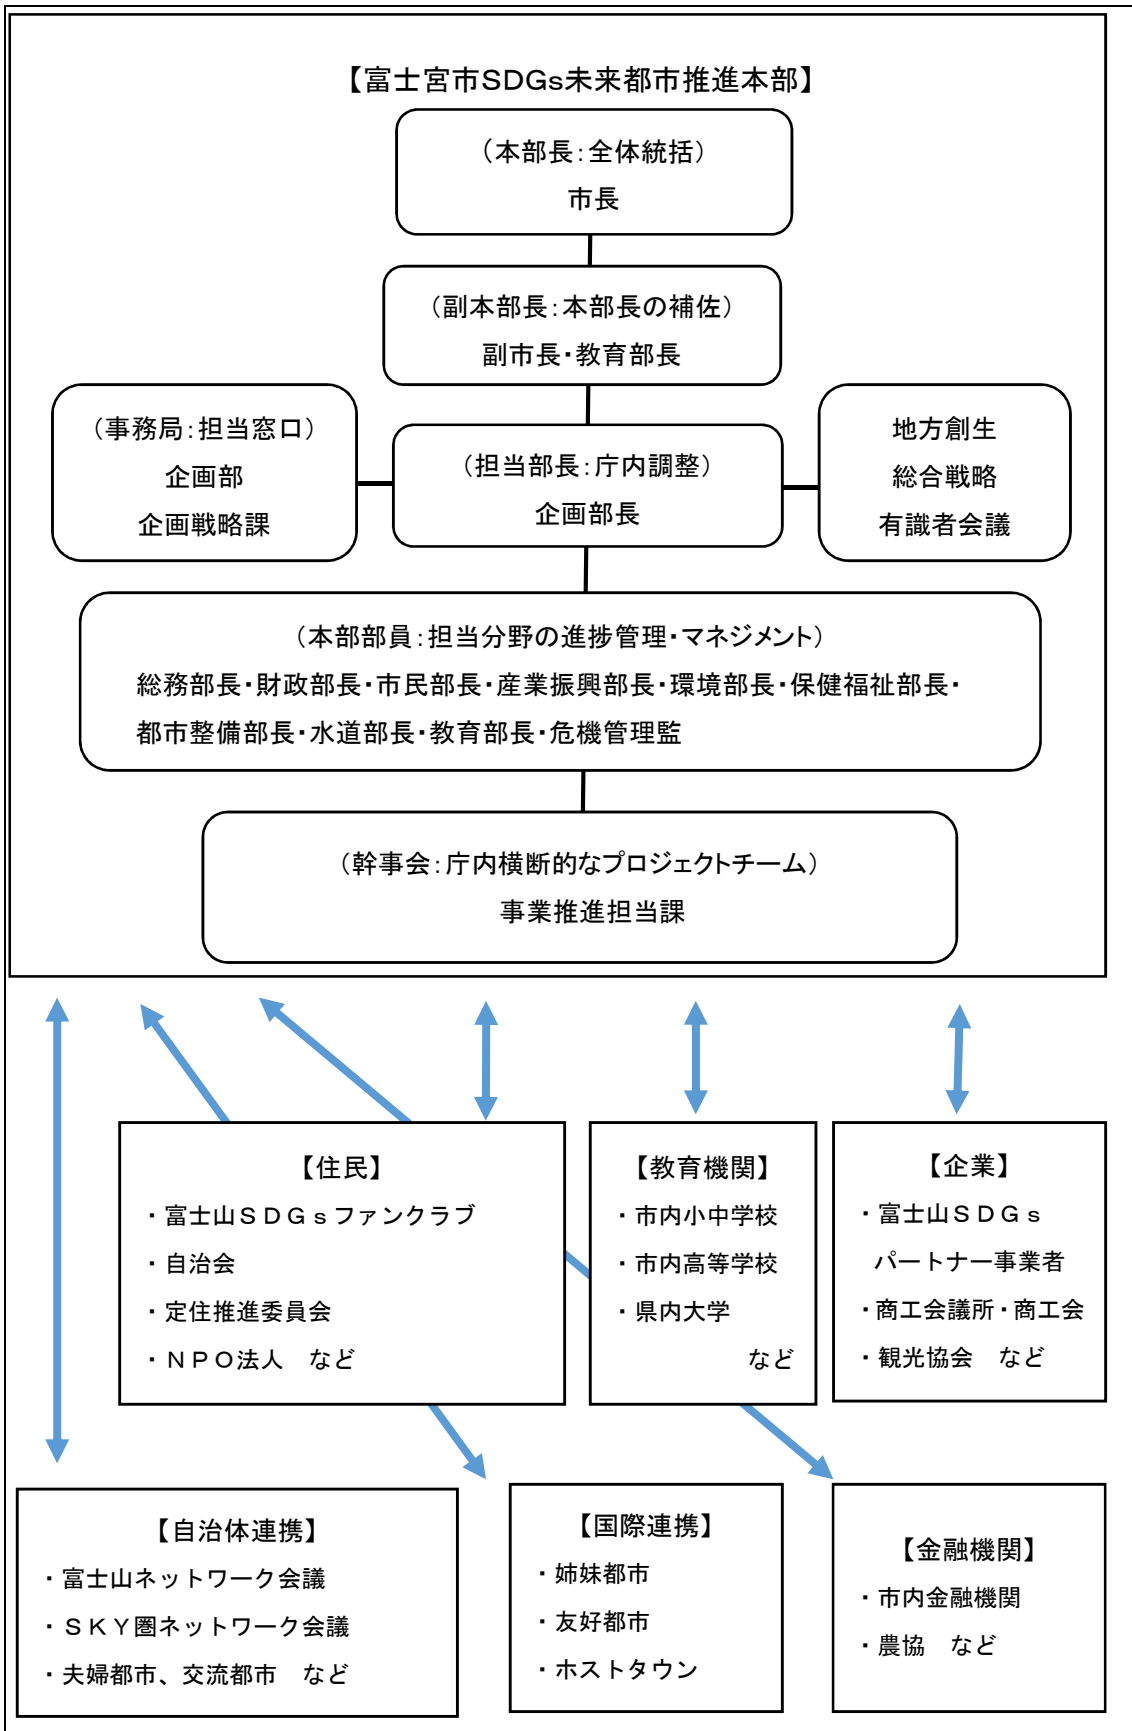 【富士宮市SDGs未来都市推進本部】
（本部長：全体統括）
市長
（副本部長：本部長の補佐）
副市長・教育部長
（事務局：担当窓口）
企画部
企画戦略課
（担当部長：庁内調整）
企画部長
地方創生
総合戦略
有識者会議
（本部部員：担当分野の進捗管理・マネジメント）
総務部長・財政部長・市民部長・産業振興部長・環境部長・保健福祉部長・
都市整備部長・水道部長・教育部長・危機管理監
（幹事会：庁内横断的なプロジェクトチーム）
事業推進担当課
【住民】
・富士山ＳＤＧｓファンクラブ
・自治会
・定住推進委員会
・ＮＰＯ法人　など
【教育機関】
・市内小中学校
・市内高等学校
・県内大学
など
【企業】
・富士山ＳＤＧｓ
パートナー事業者
・商工会議所・商工会
・観光協会　など
【自治体連携】
・富士山ネットワーク会議
・ＳＫＹ圏ネットワーク会議
・夫婦都市、交流都市　など
【国際連携】
・姉妹都市
・友好都市
・ホストタウン
【金融機関】
・市内金融機関
・農協　など